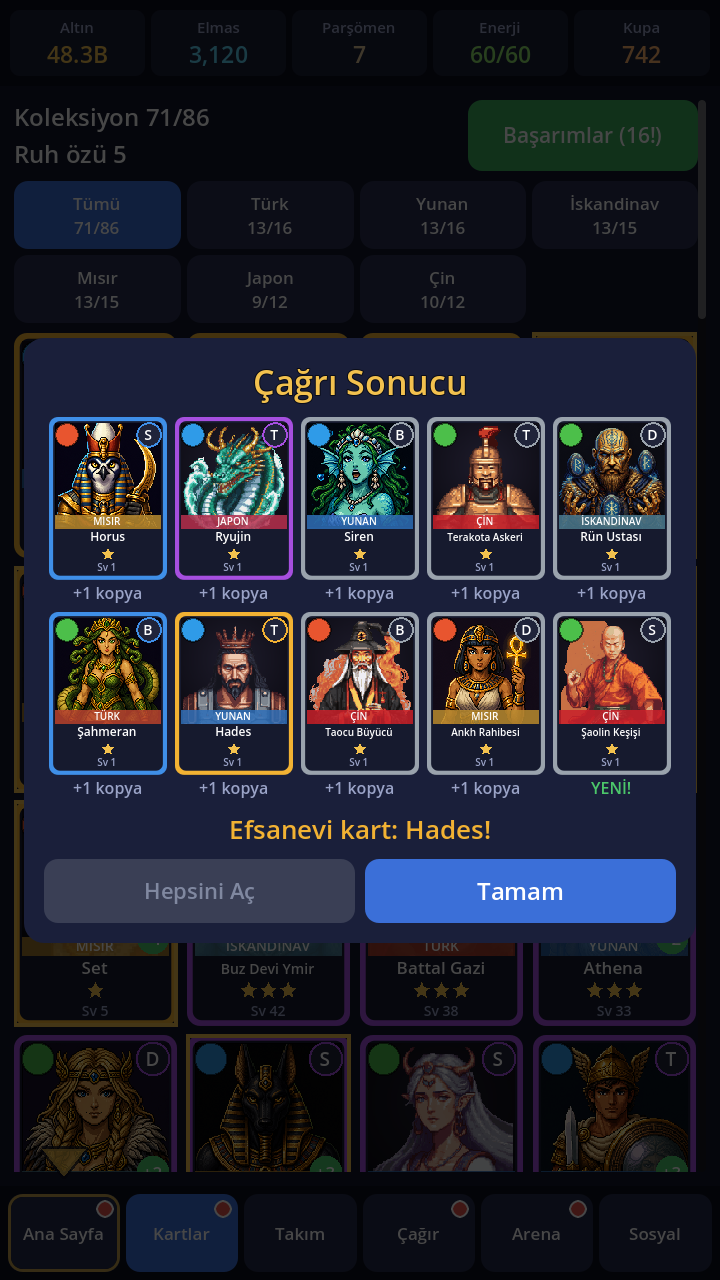 Altın
48.3B
Elmas
3,120
Parşömen
7
Enerji
60/60
Kupa
742
Koleksiyon 71/86
Ruh özü 5
Başarımlar (16!)
Tümü
71/86
Türk
13/16
Yunan
13/16
İskandinav
13/15
Mısır
13/15
Japon
9/12
Çin
10/12
Çağrı Sonucu
S
MISIR
Horus
Sv 1
+1 kopya
T
JAPON
Ryujin
Sv 1
+1 kopya
B
YUNAN
Siren
Sv 1
+1 kopya
T
ÇİN
Terakota Askeri
Sv 1
+1 kopya
D
İSKANDİNAV
Rün Ustası
Sv 1
+1 kopya
B
TÜRK
Şahmeran
Sv 1
+1 kopya
T
YUNAN
Hades
Sv 1
+1 kopya
B
ÇİN
Taocu Büyücü
Sv 1
+1 kopya
D
MISIR
Ankh Rahibesi
Sv 1
+1 kopya
S
ÇİN
Şaolin Keşişi
Sv 1
YENİ!
Efsanevi kart: Hades!
Hepsini Aç
Tamam
MISIR
Set
Sv 5
İSKANDİNAV
Buz Devi Ymir
Sv 42
TÜRK
Battal Gazi
Sv 38
YUNAN
Athena
Sv 33
D
S
S
T
Ana Sayfa
Kartlar
Takım
Çağır
Arena
Sosyal